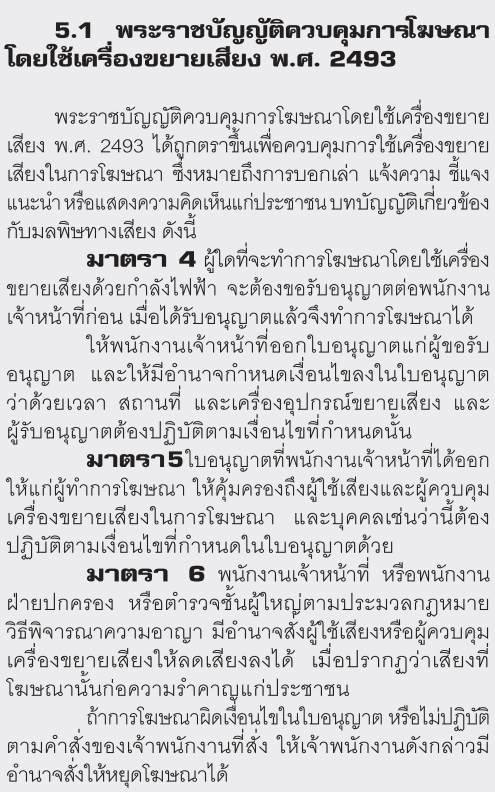 5.1 พระราชบัญญัติควบคุมการโฆษณา
โดยใช้เครื่องขยายเสียง พ.ศ. 2493
พระราชบัญญัติควบคุมการโฆษณาโดยใช้เครื่องขยาย
เสียง พ.ศ. 2493 ได้ถูกตราขึ้นเพื่อควบคุมการใช้เครื่องขยาย
เสียงในการโฆษณา ซึ่งหมายถึงการบอกเล่า แจ้งความ ชี้แจง
แนะนำ หรือแสดงความคิดเห็นแก่ประชาชน บทบัญญัติเกี่ยวข้อง
กับมลพิษทางเสียง ดังนี้
มาตรา 4 ผู้ใดที่จะทำการโฆษณาโดยใช้เครื่อง
ขยายเสียงด้วยกำลังไฟฟ้า จะต้องขอรับอนุญาตต่อพนักงาน
เจ้าหน้าที่ก่อน เมื่อได้รับอนุญาตแล้วจึงทำการโฆษณาได้
ให้พนักงานเจ้าหน้าที่ออกใบอนุญาตแก่ผู้ขอรับ
อนุญาต และให้มีอำนาจกำหนดเงื่อนไขลงในใบอนุญาต
ว่าด้วยเวลา สถานที่ และเครื่องอุปกรณ์ขยายเสียง และ
ผู้รับอนุญาตต้องปฏิบัติตามเงื่อนไขที่กำหนดนั้น
มาตรา5 ใบอนุญาตที่พนักงานเจ้าหน้าที่ได้ออก
ให้แก่ผู้ทำการโฆษณา ให้คุ้มครองถึงผู้ใช้เสียงและผู้ควบคุม
เครื่องขยายเสียงในการโฆษณา และบุคคลเช่นว่านี้ต้อง
ปฏิบัติตามเงื่อนไขที่กำหนดในใบอนุญาตด้วย
มาตรา 6 พนักงานเจ้าหน้าที่ หรือพนักงาน
ฝ่ายปกครอง หรือตำรวจชั้นผู้ใหญ่ตามประมวลกฎหมาย
วิธีพิจารณาความอาญา มีอำนาจสั่งผู้ใช้เสียงหรือผู้ควบคุม
เครื่องขยายเสียงให้ลดเสียงลงได้ เมื่อปรากฏว่าเสียงที่
โฆษณานั้นก่อความรำคาญแก่ประชาชน
ถ้าการโฆษณาผิดเงื่อนไขในใบอนุญาต หรือไม่ปฏิบัติ
ตามคำสั่งของเจ้าพนักงานที่สั่ง ให้เจ้าพนักงานดังกล่าวมี
อำนาจสั่งให้หยุดโฆษณาได้